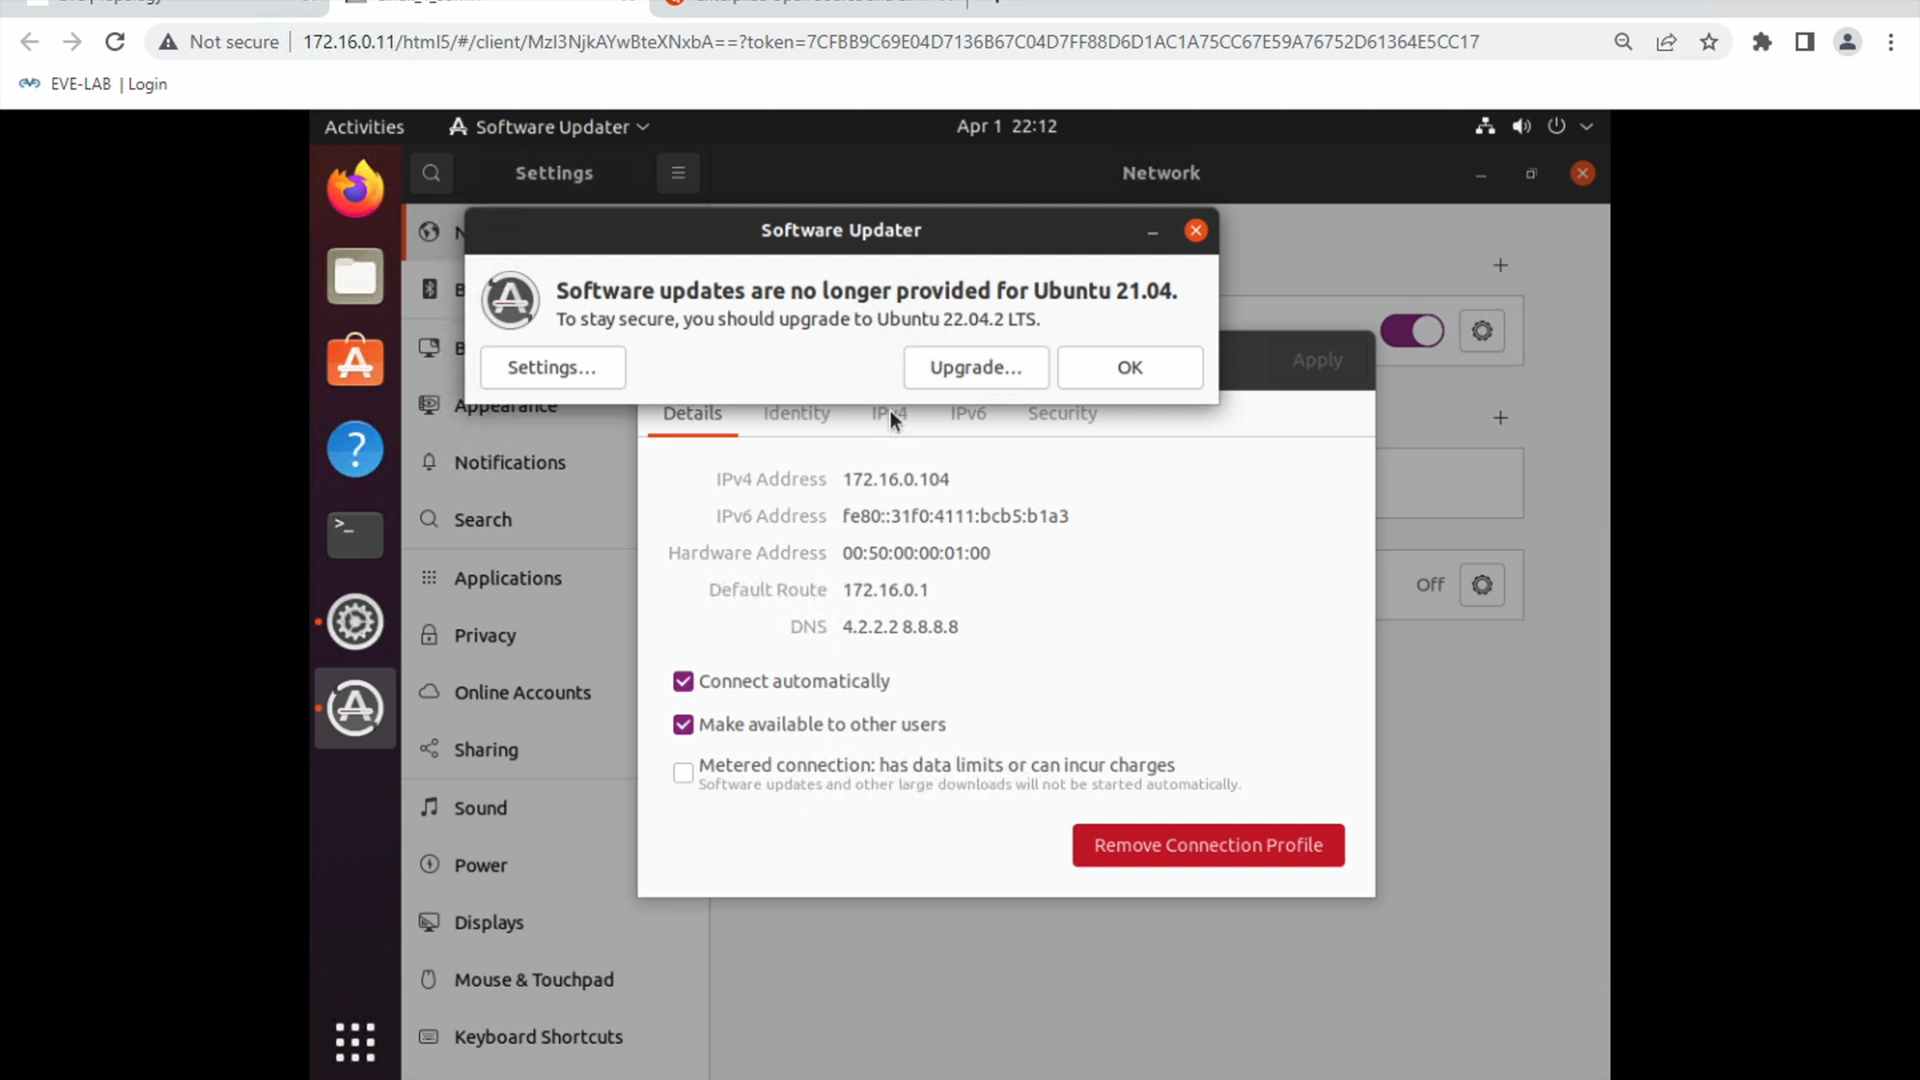 Not secure
172.16.0.11/html5/#/client/MzI3NjkAYwBteXNxbA==?token=7CFBB9C69E04D7136B67C04D7FF88D6D1AC1A75CC67E59A76752D61364E5CC17
EVE-LAB | Login
Activities
Software Updater
Apr 1 22:12
Settings
Network
Software Updater
Software updates are no longer provided for Ubuntu 21.04.
To stay secure, you should upgrade to Ubuntu 22.04.2 LTS.
Settings...
Upgrade...
OK
Apply
Appearance
Notifications
Search
Applications
Privacy
Online Accounts
Sharing
Sound
Power
Displays
Mouse & Touchpad
Keyboard Shortcuts
Details Identity IPv4 IPv6 Security
IPv4 Address 172.16.0.104
IPv6 Address fe80::31f0:4111:bcb5:b1a3
Hardware Address 00:50:00:00:01:00
Default Route 172.16.0.1
DNS 4.2.2.2 8.8.8.8
Connect automatically
Make available to other users
Metered connection: has data limits or can incur charges
Software updates and other large downloads will not be started automatically.
Remove Connection Profile
Off